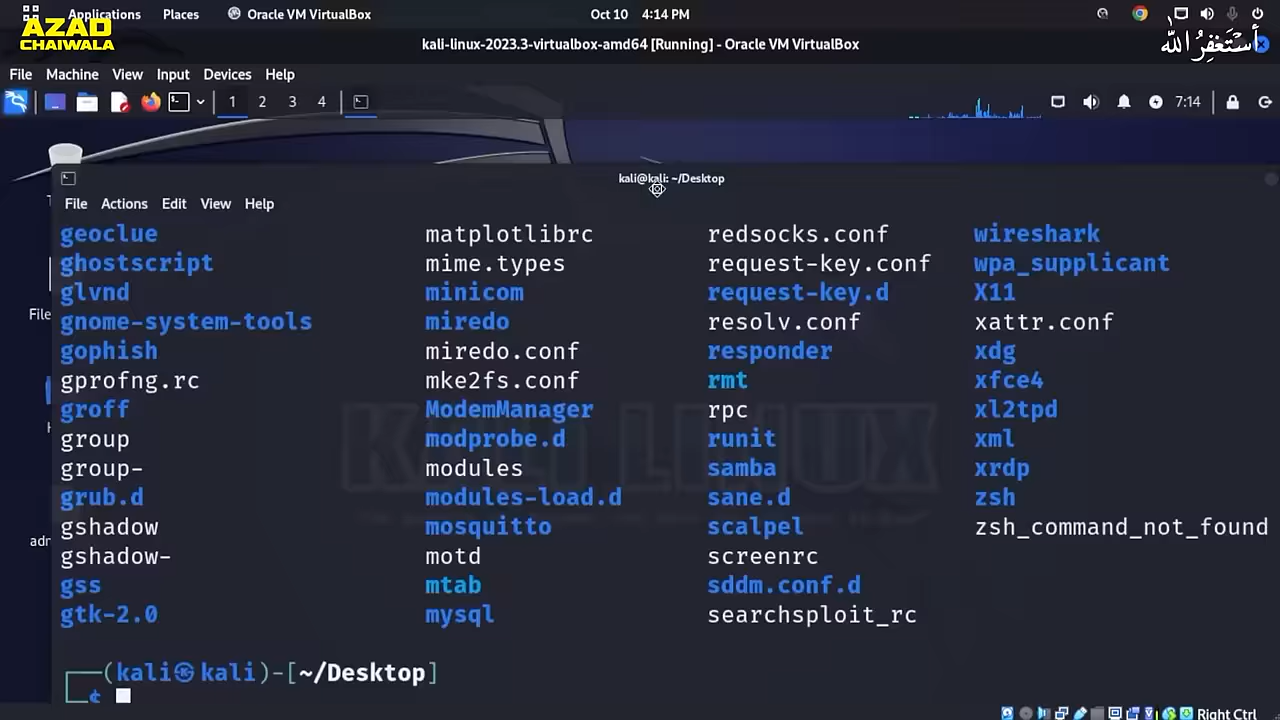 Applications Places Oracle VM VirtualBox Oct 10 4:14 PM
AZAD
CHAIWALA
أستغفر الله
kali-linux-2023.3-virtualbox-amd64 [Running] - Oracle VM VirtualBox
File Machine View Input Devices Help
1 2 3 4 7:14
kali@kali: ~/Desktop
File Actions Edit View Help
geoclue matplotlibrc redsocks.conf wireshark
ghostscript mime.types request-key.conf wpa_supplicant
glvnd minicom request-key.d X11
gnome-system-tools miredo resolv.conf xattr.conf
gophish miredo.conf responder xdg
gprofng.rc mke2fs.conf rmt xfce4
groff ModemManager rpc xl2tpd
group modprobe.d runit xml
group- modules samba xrdp
grub.d modules-load.d sane.d zsh
gshadow mosquitto scalpel zsh_command_not_found
gshadow- motd screenrc
gss mtab sddm.conf.d
gtk-2.0 mysql searchsploit_rc
File
KALI LINUX
┌──(kali㉿kali)-[~/Desktop]
└─$
Right Ctrl